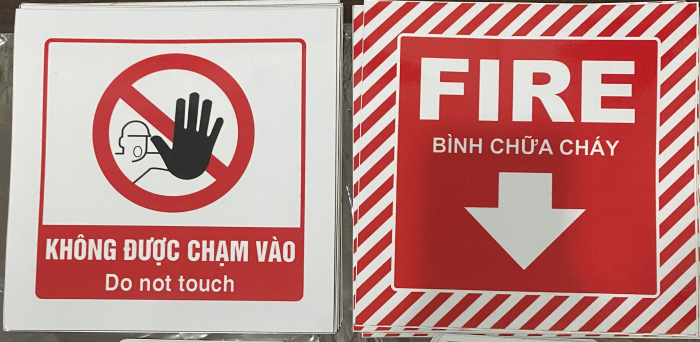 KHÔNG ĐƯỢC CHẠM VÀO
Do not touch
FIRE
BÌNH CHỮA CHÁY